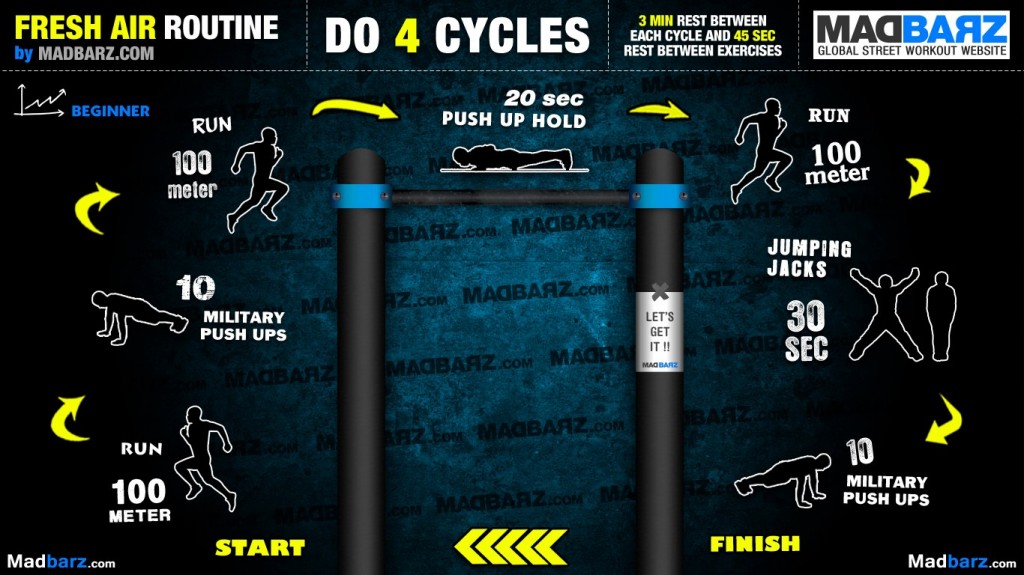 FRESH AIR ROUTINE
by MADBARZ.COM
DO 4 CYCLES
3 MIN REST BETWEEN
EACH CYCLE AND 45 SEC
REST BETWEEN EXERCISES
MADBARZ
GLOBAL STREET WORKOUT WEBSITE
BEGINNER
RUN
100
meter
20 sec
PUSH UP HOLD
RUN
100
meter
10
MILITARY
PUSH UPS
JUMPING
JACKS
30
SEC
LET'S
GET
IT !!
MADBARZ
RUN
100
METER
10
MILITARY
PUSH UPS
START
FINISH
Madbarz.com
Madbarz.com